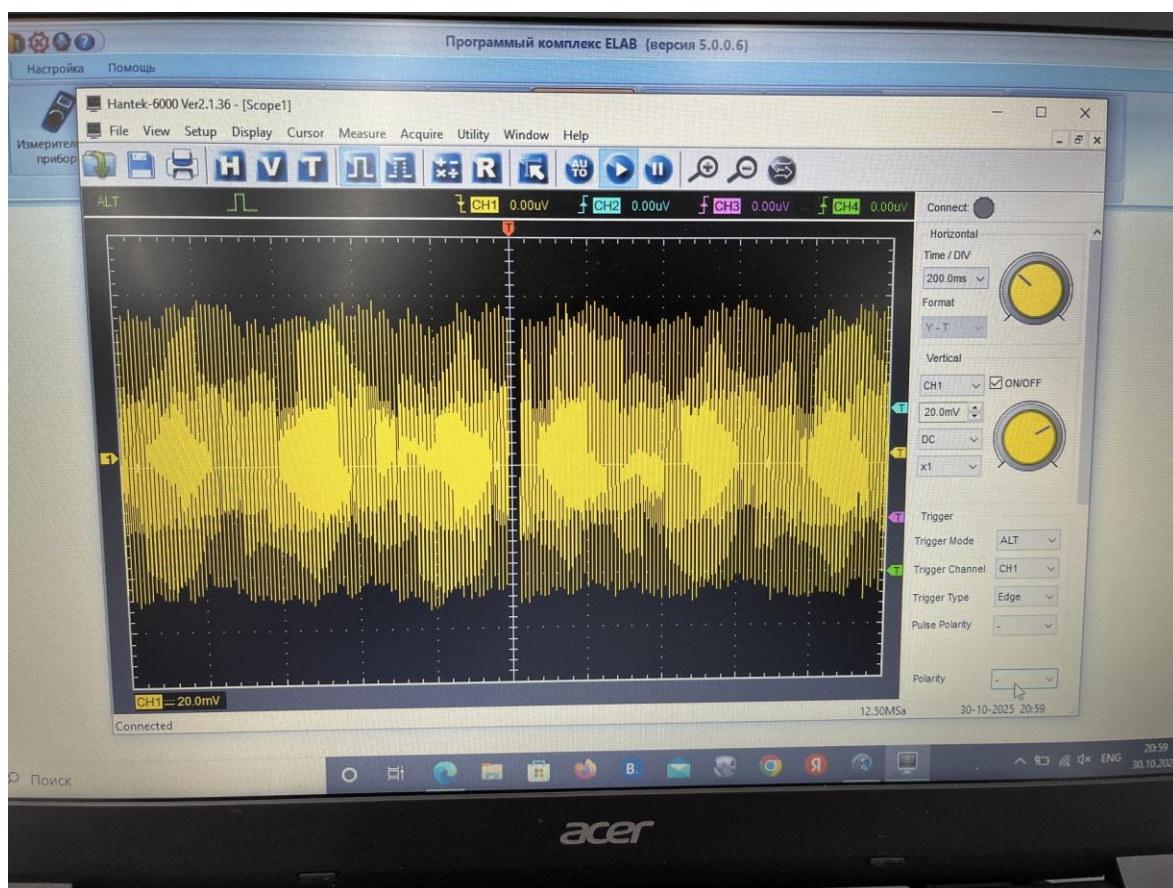 Программый комплекс ELAB (версия 5.0.0.6)
Настройка Помощь
прибор
Hantek-6000 Ver2.1.36 - [Scope1]
File View Setup Display Cursor Measure Acquire Utility Window Help
H V T R AU TO
ALT CH1 0.00uV CH2 0.00uV CH3 0.00uV CH4 0.00uV
T
1
T
T
T
T
CH1 20.0mV
Connected
Connect:
Horizontal
Time / DIV
200.0ms
Format
Y - T
Vertical
CH1 ON/OFF
20.0mV
DC
x1
Trigger
Trigger Mode ALT
Trigger Channel CH1
Trigger Type Edge
Pulse Polarity -
Polarity -
12.50MSa 30-10-2025 20:59
Поиск
B.
Я
ENG
20:59
acer